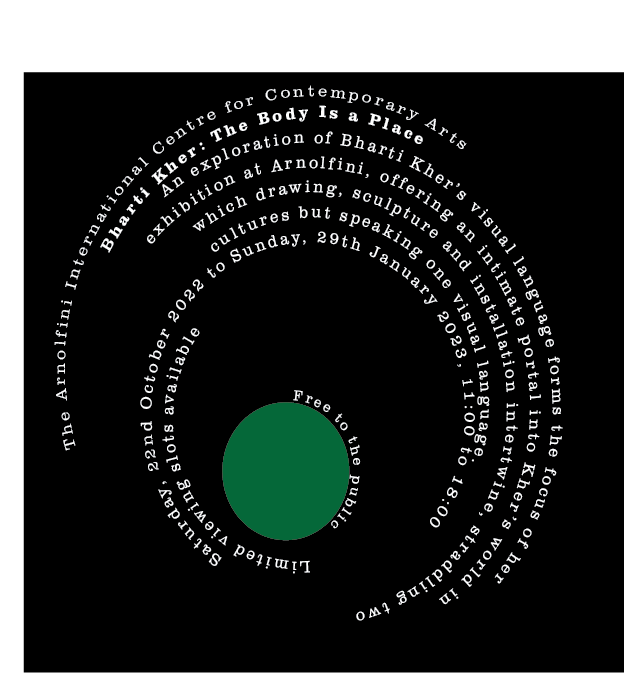 The Arnolfini International Centre for Contemporary Arts
Bharti Kher: The Body Is a Place
An exploration of Bharti Kher's visual language forms the focus of her
exhibition at Arnolfini, offering an intimate portal into Kher's world in
which drawing, sculpture and installation intertwine, straddling two
cultures but speaking one visual language.
Saturday, 22nd October 2022 to Sunday, 29th January 2023, 11:00 to 18:00
Limited viewing slots available
Free to the public